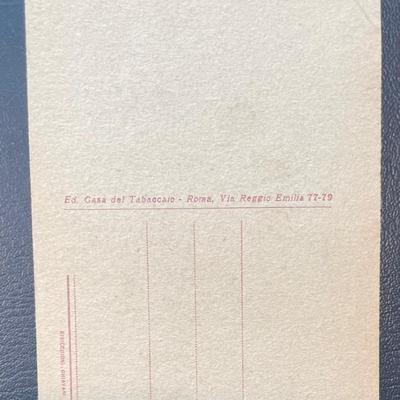 Ed. Casa del Tabaccaio - Roma, Via Reggio Emilia 77-79